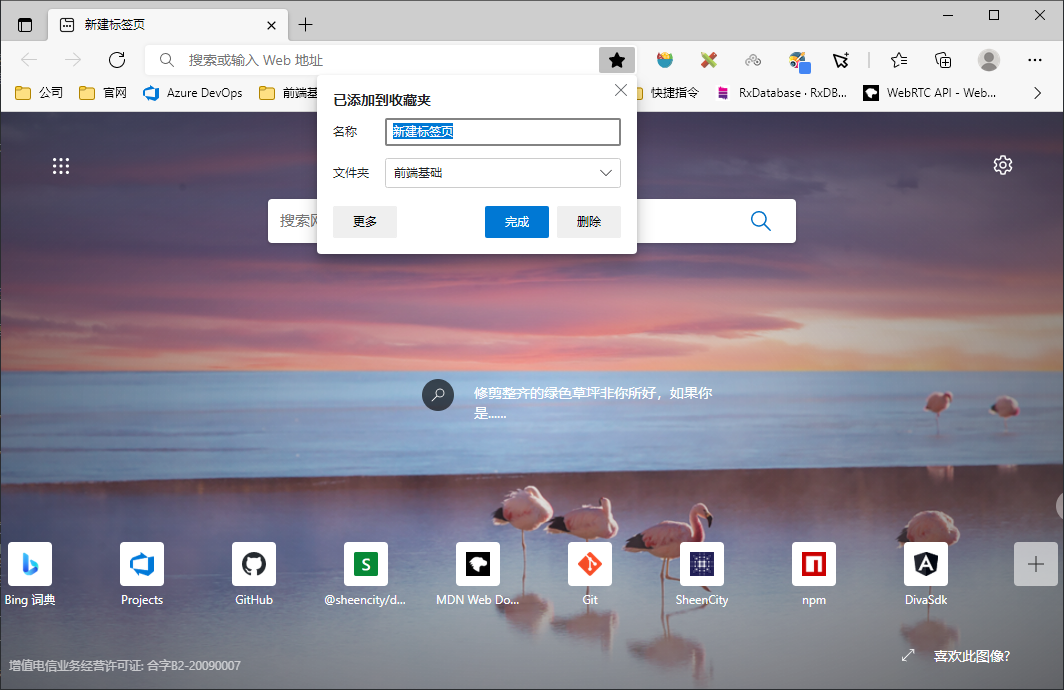 新建标签页
搜索或输入 Web 地址
公司
官网
Azure DevOps
前端基
快捷指令
RxDatabase · RxDB...
WebRTC API - Web...
已添加到收藏夹
名称
新建标签页
文件夹
前端基础
更多
完成
删除
搜索网
修剪整齐的绿色草坪非你所好，如果你
是......
Bing 词典
Projects
GitHub
S
@sheencity/d...
MDN Web Do...
Git
SheenCity
npm
DivaSdk
增值电信业务经营许可证: 合字B2-20090007
喜欢此图像?